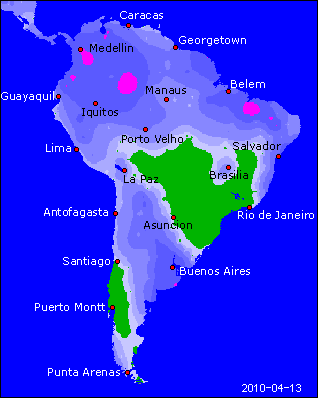 Caracas
Georgetown
Medellin
Belem
Manaus
Guayaquil
Iquitos
Porto Velho
Salvador
Lima
La Paz
Brasilia
Antofagasta
Rio de Janeiro
Asuncion
Santiago
Buenos Aires
Puerto Montt
Punta Arenas
2010-04-13